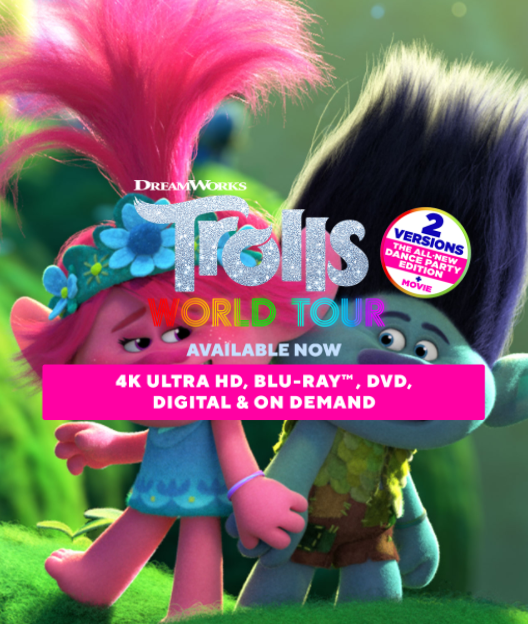 DREAMWORKS
Trolls
WORLD TOUR
2
VERSIONS
THE ALL-NEW
DANCE PARTY
EDITION
+
MOVIE
AVAILABLE NOW
4K ULTRA HD, BLU-RAY™, DVD,
DIGITAL & ON DEMAND